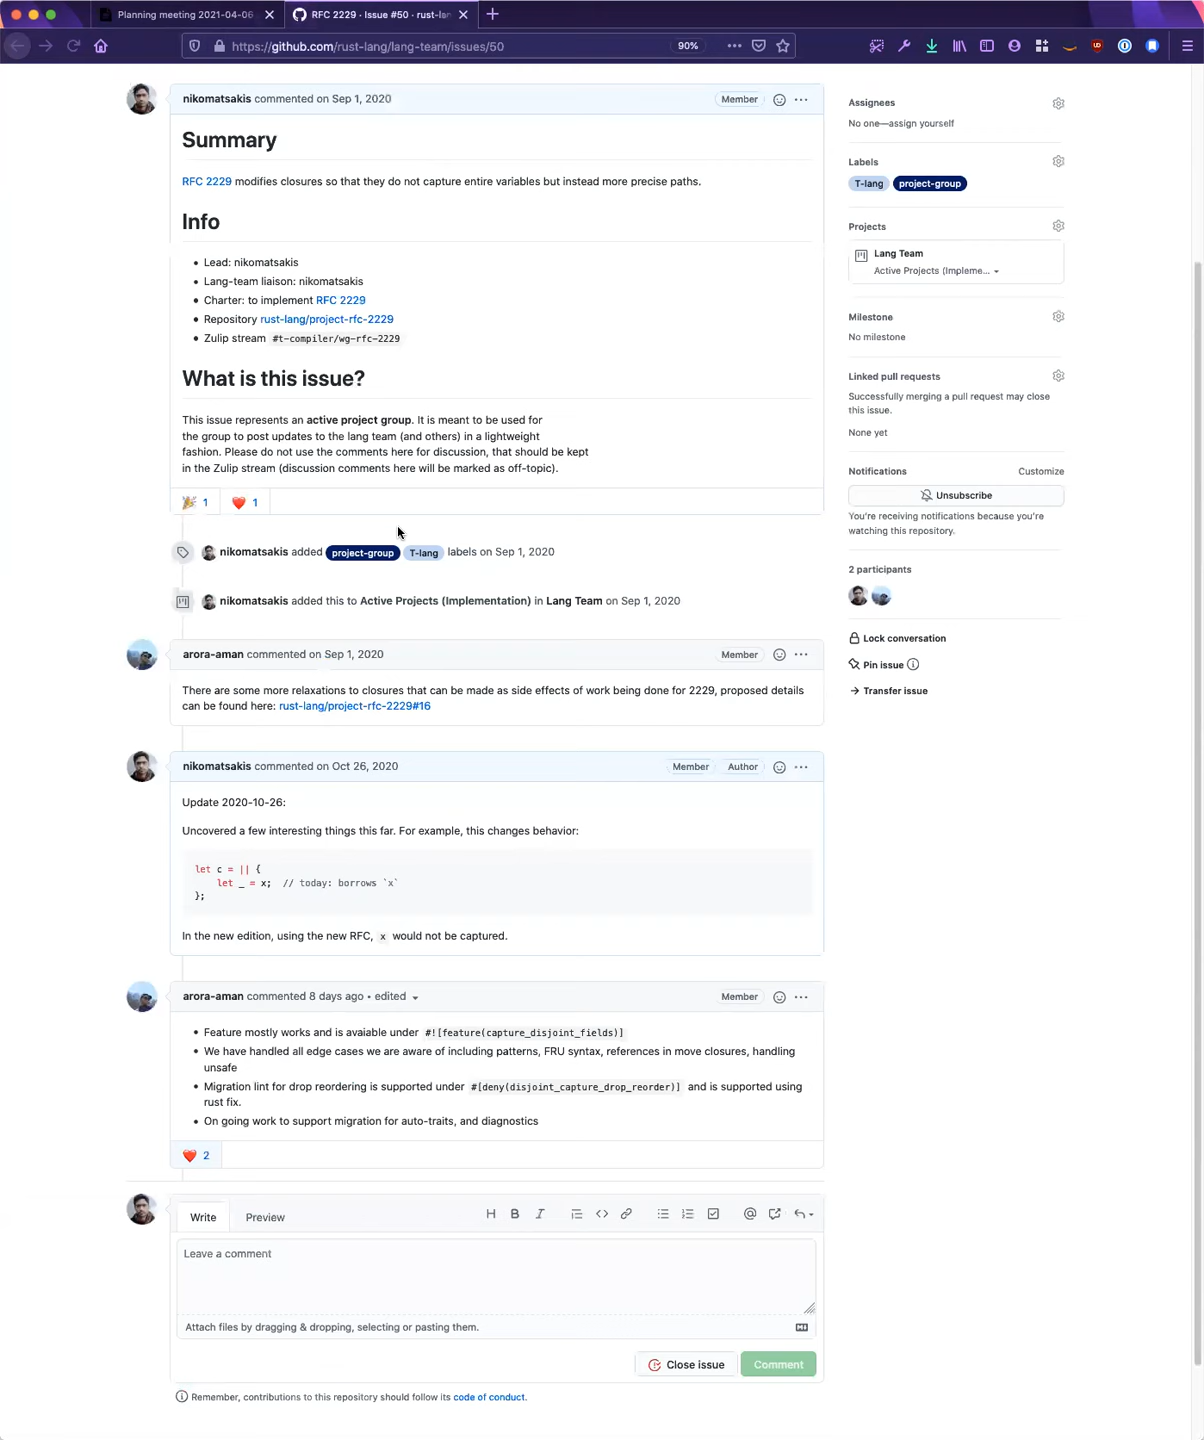 Planning meeting 2021-04-06
RFC 2229 · Issue #50 · rust-lan
https://github.com/rust-lang/lang-team/issues/50
90%
nikomatsakis commented on Sep 1, 2020
Member
Summary
RFC 2229 modifies closures so that they do not capture entire variables but instead more precise paths.
Info
Lead: nikomatsakis
Lang-team liaison: nikomatsakis
Charter: to implement RFC 2229
Repository rust-lang/project-rfc-2229
Zulip stream #t-compiler/wg-rfc-2229
What is this issue?
This issue represents an active project group. It is meant to be used for
the group to post updates to the lang team (and others) in a lightweight
fashion. Please do not use the comments here for discussion, that should be kept
in the Zulip stream (discussion comments here will be marked as off-topic).
🎉 1 ❤️ 1
nikomatsakis added project-group T-lang labels on Sep 1, 2020
nikomatsakis added this to Active Projects (Implementation) in Lang Team on Sep 1, 2020
arora-aman commented on Sep 1, 2020
Member
There are some more relaxations to closures that can be made as side effects of work being done for 2229, proposed details
can be found here: rust-lang/project-rfc-2229#16
nikomatsakis commented on Oct 26, 2020
Member Author
Update 2020-10-26:
Uncovered a few interesting things this far. For example, this changes behavior:
let c = || {
let _ = x; // today: borrows `x`
};
In the new edition, using the new RFC, x would not be captured.
arora-aman commented 8 days ago • edited
Member
Feature mostly works and is avaiable under #![feature(capture_disjoint_fields)]
We have handled all edge cases we are aware of including patterns, FRU syntax, references in move closures, handling
unsafe
Migration lint for drop reordering is supported under #[deny(disjoint_capture_drop_reorder)] and is supported using
rust fix.
On going work to support migration for auto-traits, and diagnostics
❤️ 2
Write Preview
Leave a comment
Attach files by dragging & dropping, selecting or pasting them.
Close issue Comment
Remember, contributions to this repository should follow its code of conduct.
Assignees
No one—assign yourself
Labels
T-lang project-group
Projects
Lang Team
Active Projects (Impleme...
Milestone
No milestone
Linked pull requests
Successfully merging a pull request may close
this issue.
None yet
Notifications Customize
Unsubscribe
You're receiving notifications because you're
watching this repository.
2 participants
Lock conversation
Pin issue
Transfer issue